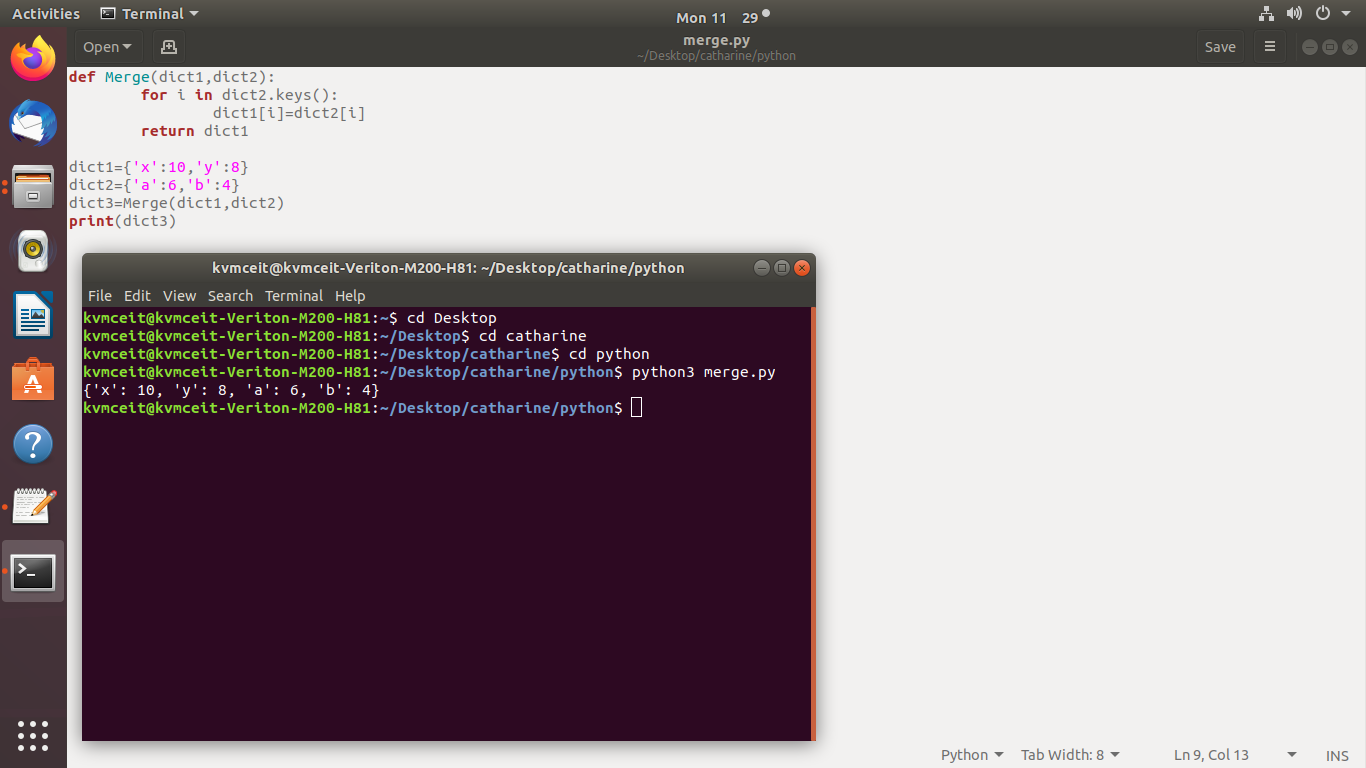 Activities Terminal Mon 11 29
Open merge.py Save
~/Desktop/catharine/python
def Merge(dict1,dict2):
        for i in dict2.keys():
                dict1[i]=dict2[i]
        return dict1

dict1={'x':10,'y':8}
dict2={'a':6,'b':4}
dict3=Merge(dict1,dict2)
print(dict3)
kvmceit@kvmceit-Veriton-M200-H81: ~/Desktop/catharine/python
File Edit View Search Terminal Help
kvmceit@kvmceit-Veriton-M200-H81:~$ cd Desktop
kvmceit@kvmceit-Veriton-M200-H81:~/Desktop$ cd catharine
kvmceit@kvmceit-Veriton-M200-H81:~/Desktop/catharine$ cd python
kvmceit@kvmceit-Veriton-M200-H81:~/Desktop/catharine/python$ python3 merge.py
{'x': 10, 'y': 8, 'a': 6, 'b': 4}
kvmceit@kvmceit-Veriton-M200-H81:~/Desktop/catharine/python$
Python Tab Width: 8 Ln 9, Col 13 INS